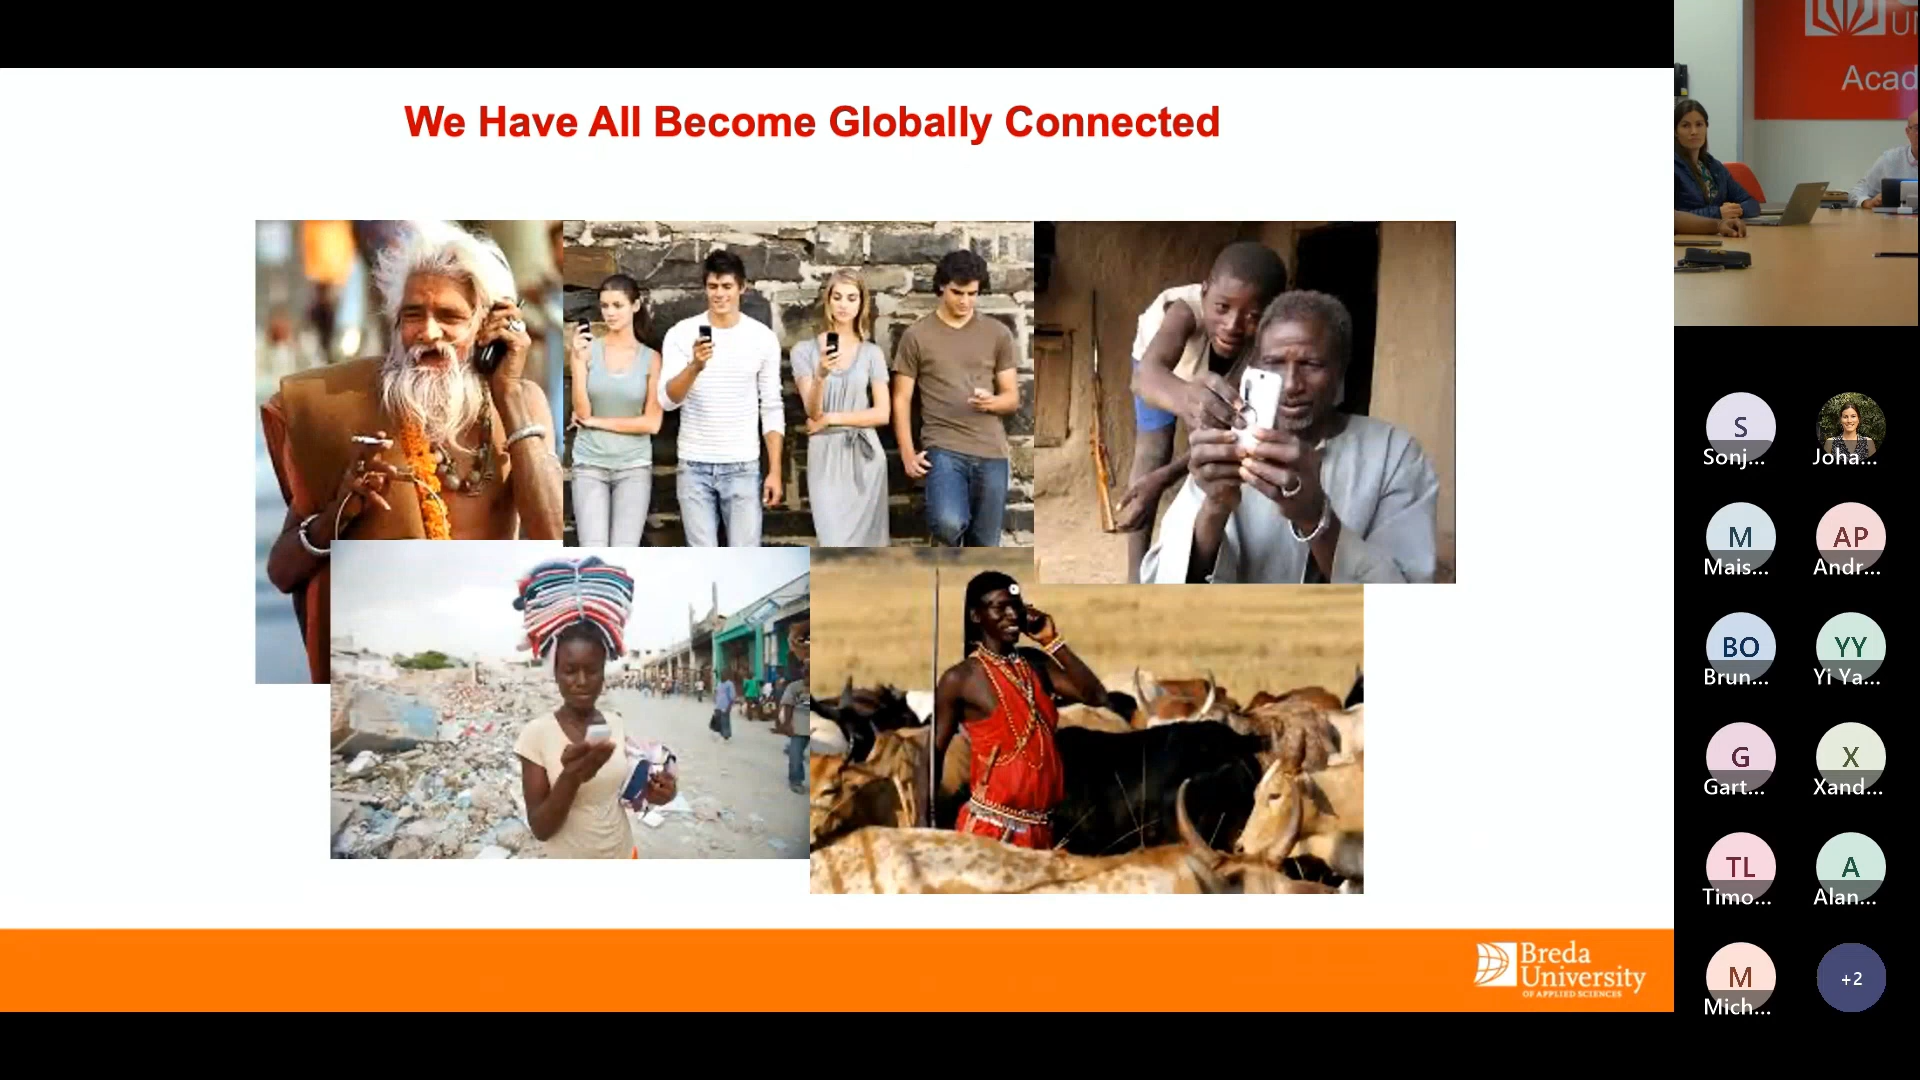 We Have All Become Globally Connected
Breda
University
OF APPLIED SCIENCES
UN
Acad
S
Sonj...
Joha...
M
Mais...
AP
Andr...
BO
Brun...
YY
Yi Ya...
G
Gart...
X
Xand...
TL
Timo...
A
Alan...
M
Mich...
+2